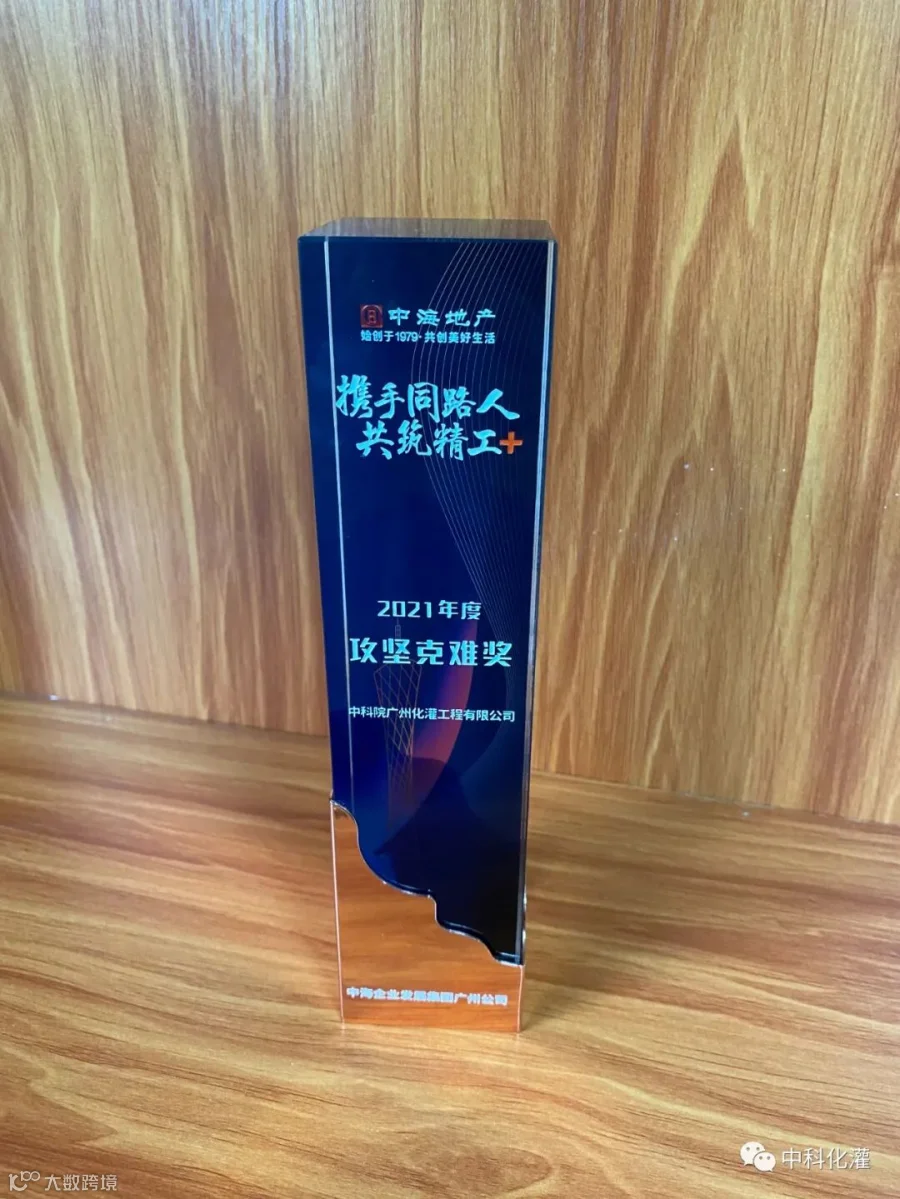 中海地产
始创于1979·共创美好生活
携手同路人
共筑精工+
2021年度
攻坚克难奖
中科院广州化灌工程有限公司
中海企业发展集团广州公司
中科化灌
大数跨境